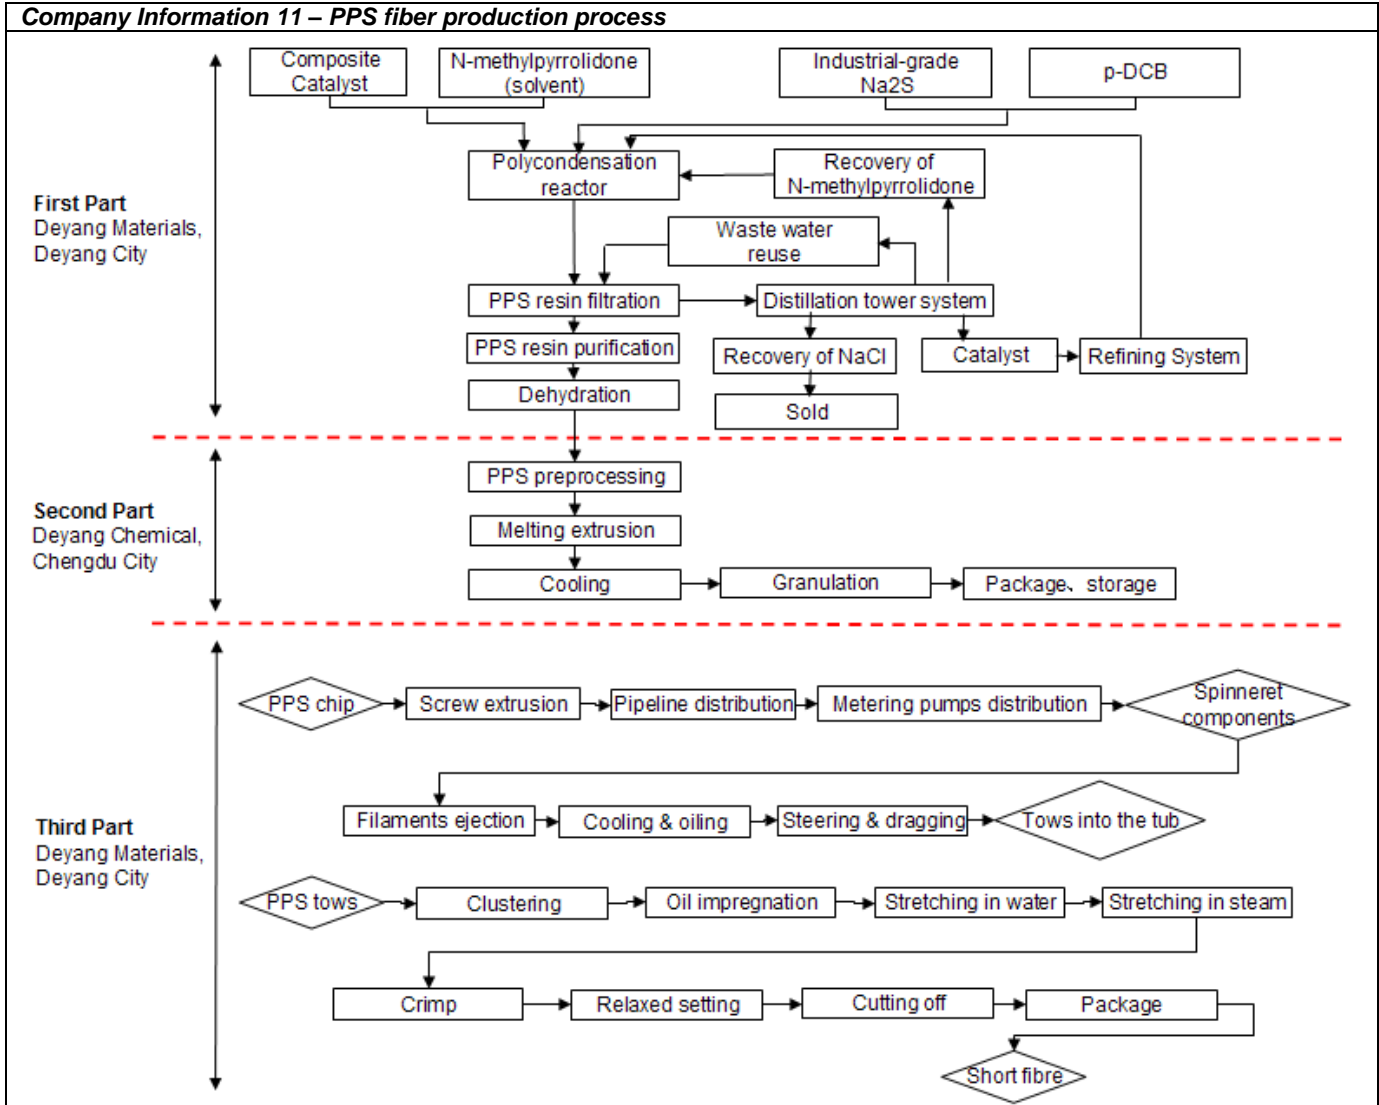 Company Information 11 – PPS fiber production process
Composite
Catalyst
N-methylpyrrolidone
(solvent)
Industrial-grade
Na2S
p-DCB
Polycondensation
reactor
Recovery of
N-methylpyrrolidone
First Part
Deyang Materials,
Deyang City
Waste water
reuse
PPS resin filtration
Distillation tower system
PPS resin purification
Recovery of NaCl
Catalyst
Refining System
Dehydration
Sold
PPS preprocessing
Second Part
Deyang Chemical,
Chengdu City
Melting extrusion
Cooling
Granulation
Package、storage
PPS chip
Screw extrusion
Pipeline distribution
Metering pumps distribution
Spinneret
components
Third Part
Deyang Materials,
Deyang City
Filaments ejection
Cooling & oiling
Steering & dragging
Tows into the tub
PPS tows
Clustering
Oil impregnation
Stretching in water
Stretching in steam
Crimp
Relaxed setting
Cutting off
Package
Short fibre